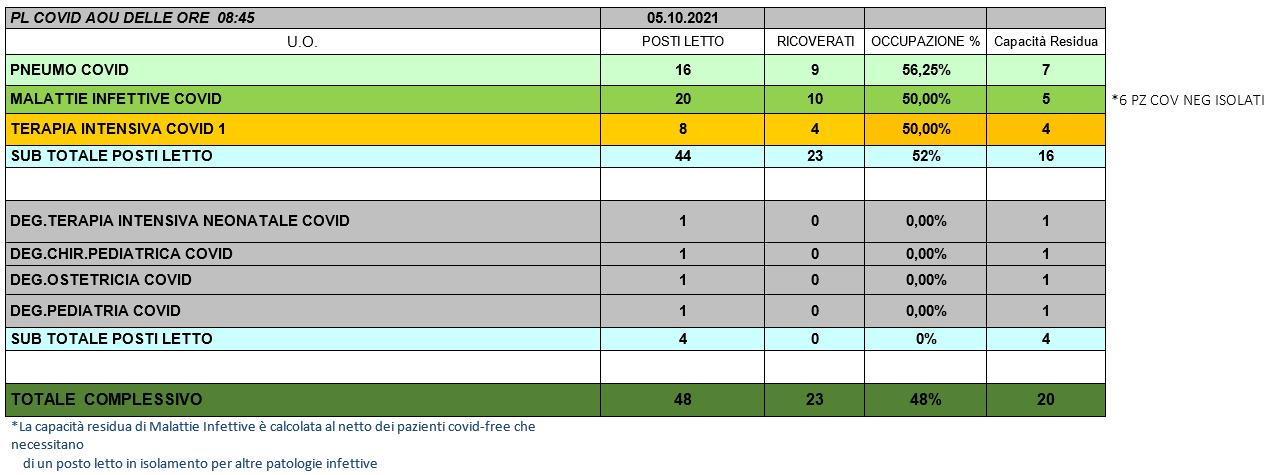 PL COVID AOU DELLE ORE 08:45 05.10.2021
U.O. POSTI LETTO RICOVERATI OCCUPAZIONE % Capacità Residua
PNEUMO COVID 16 9 56,25% 7
MALATTIE INFETTIVE COVID 20 10 50,00% 5 *6 PZ COV NEG ISOLATI
TERAPIA INTENSIVA COVID 1 8 4 50,00% 4
SUB TOTALE POSTI LETTO 44 23 52% 16
DEG.TERAPIA INTENSIVA NEONATALE COVID 1 0 0,00% 1
DEG.CHIR.PEDIATRICA COVID 1 0 0,00% 1
DEG.OSTETRICIA COVID 1 0 0,00% 1
DEG.PEDIATRIA COVID 1 0 0,00% 1
SUB TOTALE POSTI LETTO 4 0 0% 4
TOTALE COMPLESSIVO 48 23 48% 20
*La capacità residua di Malattie Infettive è calcolata al netto dei pazienti covid-free che
necessitano
di un posto letto in isolamento per altre patologie infettive